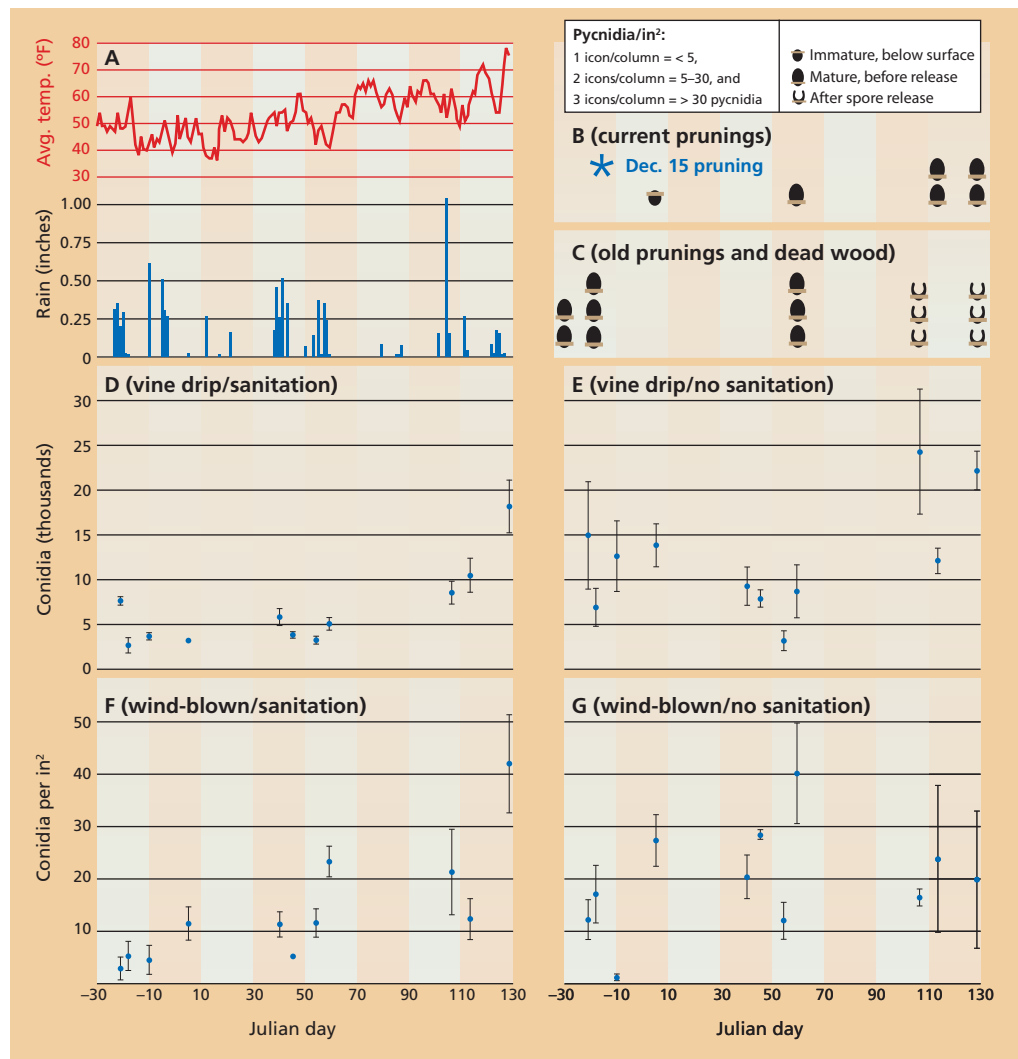 A
Avg. temp. (ºF)
80
70
60
50
40
30
Rain (inches)
1.00
0.75
0.50
0.25
0
Pycnidia/in²:
1 icon/column = < 5,
2 icons/column = 5–30, and
3 icons/column = > 30 pycnidia
Immature, below surface
Mature, before release
After spore release
B (current prunings)
Dec. 15 pruning
C (old prunings and dead wood)
D (vine drip/sanitation)
Conidia (thousands)
30
25
20
15
10
5
0
E (vine drip/no sanitation)
F (wind-blown/sanitation)
Conidia per in²
50
40
30
20
10
–30 –10 10 30 50 70 90 110 130
Julian day
G (wind-blown/no sanitation)
–30 –10 10 30 50 70 90 110 130
Julian day